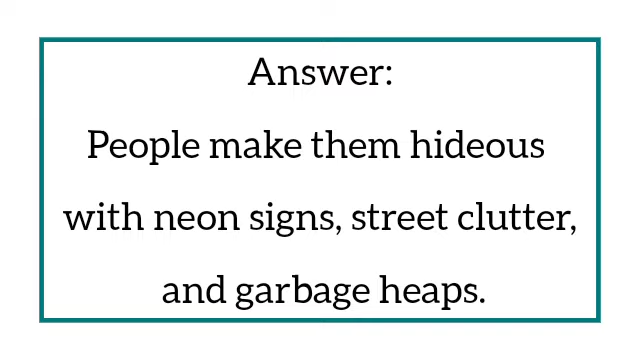 Answer:
People make them hideous
with neon signs, street clutter,
and garbage heaps.